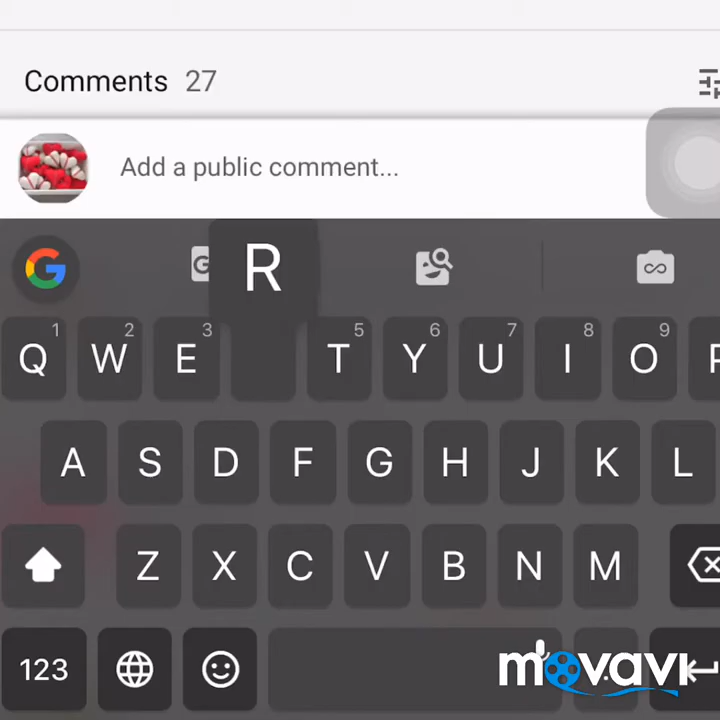 Comments 27
Add a public comment...
G G R
1 2 3 5 6 7 8 9
Q W E T Y U I O P
A S D F G H J K L
Z X C V B N M
123
movavi